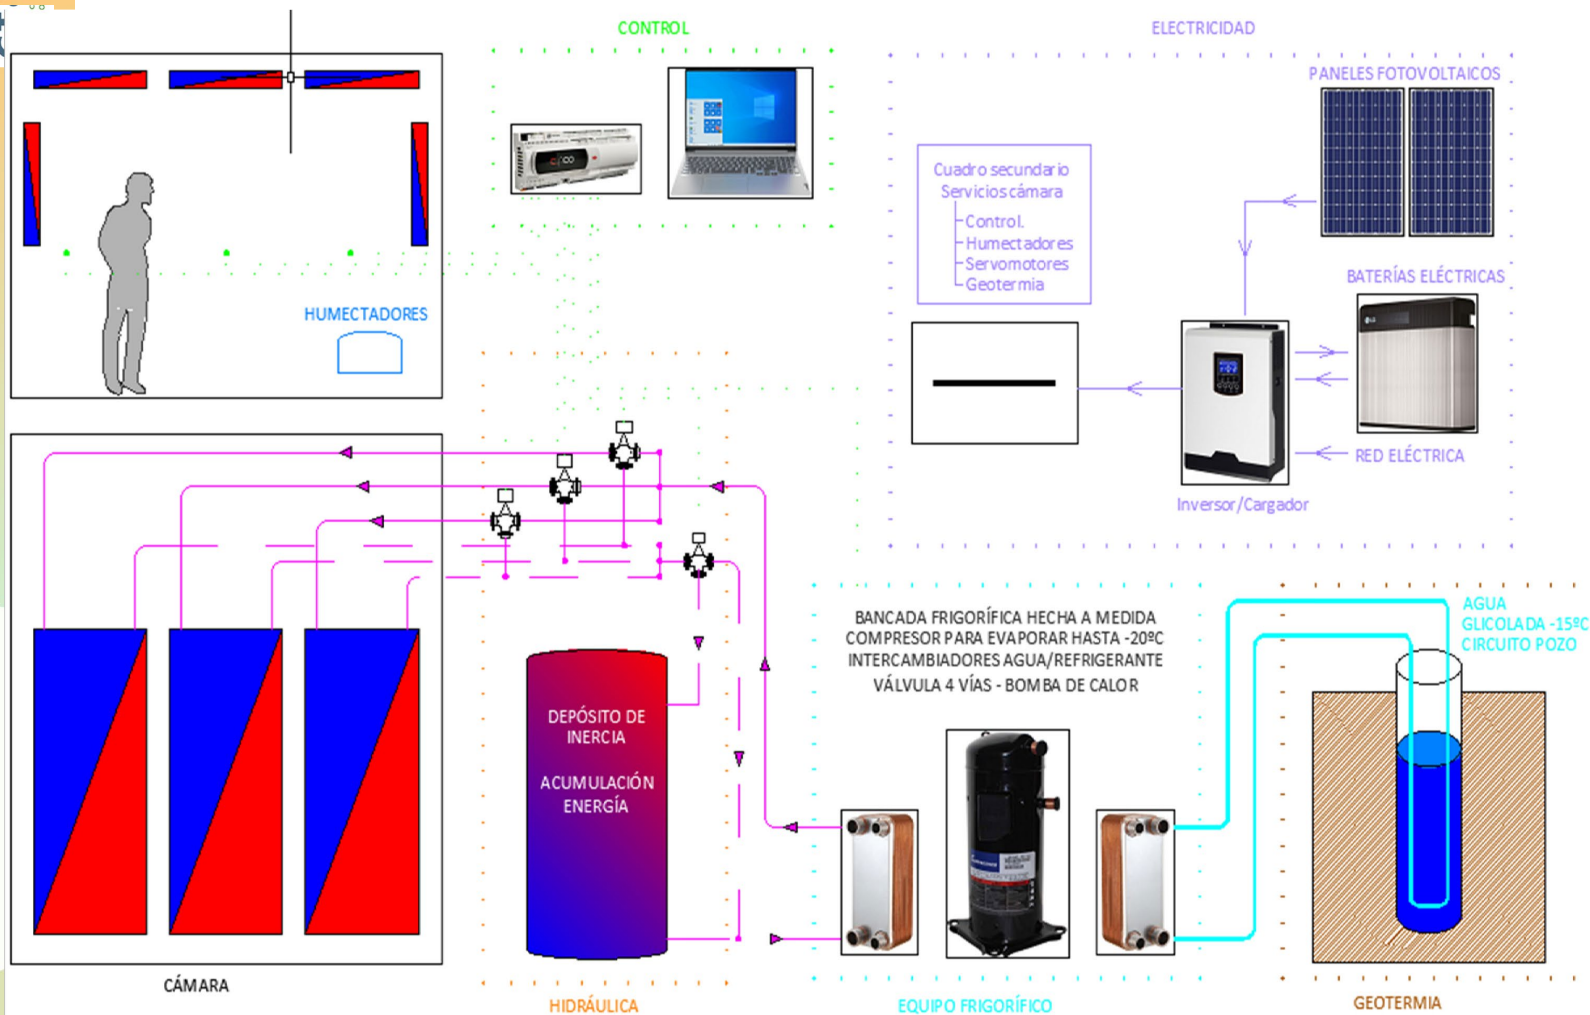 CONTROL
ELECTRICIDAD
PANELES FOTOVOLTAICOS
Cuadro secundario
Servicios cámara
Control.
Humectadores
Servomotores
Geotermia
BATERÍAS ELÉCTRICAS
HUMECTADORES
RED ELÉCTRICA
Inversor/Cargador
BANCADA FRIGORÍFICA HECHA A MEDIDA
COMPRESOR PARA EVAPORAR HASTA -20ºC
INTERCAMBIADORES AGUA/REFRIGERANTE
VÁLVULA 4 VÍAS - BOMBA DE CALOR
AGUA
GLICOLADA -15ºC
CIRCUITO POZO
DEPÓSITO DE
INERCIA
ACUMULACIÓN
ENERGÍA
CÁMARA
HIDRÁULICA
EQUIPO FRIGORÍFICO
GEOTERMIA